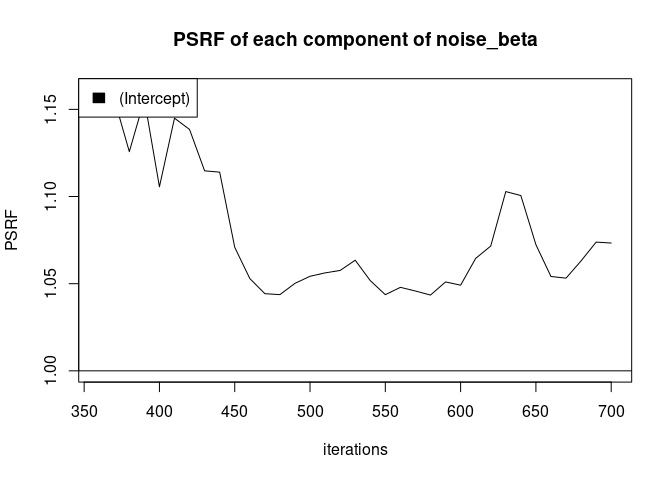 PSRF of each component of noise_beta
(Intercept)
PSRF
1.15
1.10
1.05
1.00
350 400 450 500 550 600 650 700
iterations